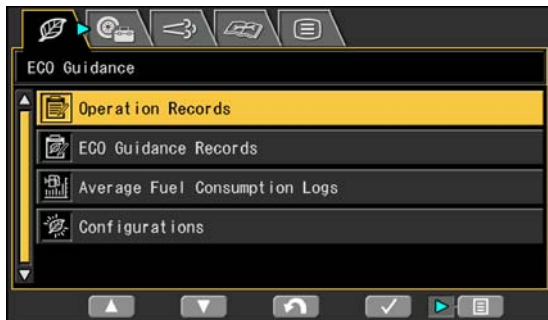 ECO Guidance
Operation Records
ECO Guidance Records
Average Fuel Consumption Logs
Configurations